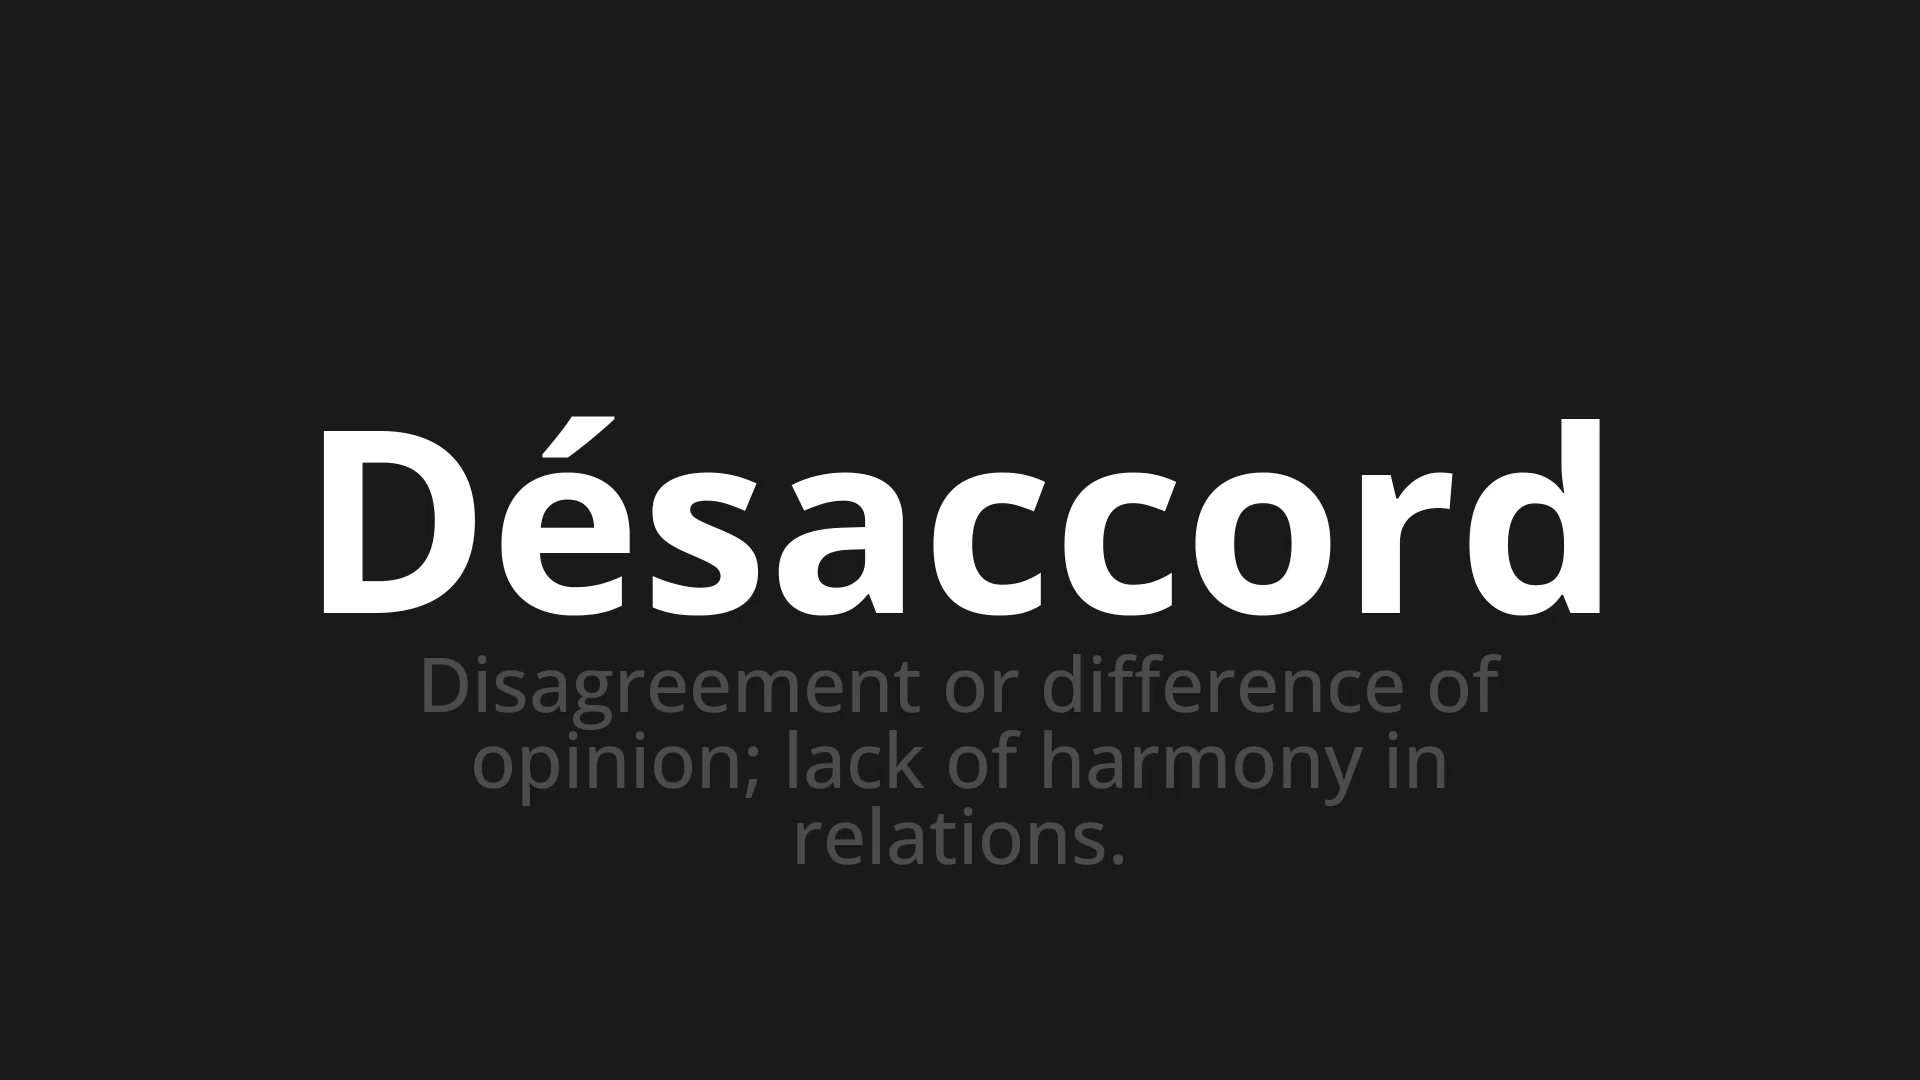 Désaccord
Disagreement or difference of
opinion; lack of harmony in
relations.